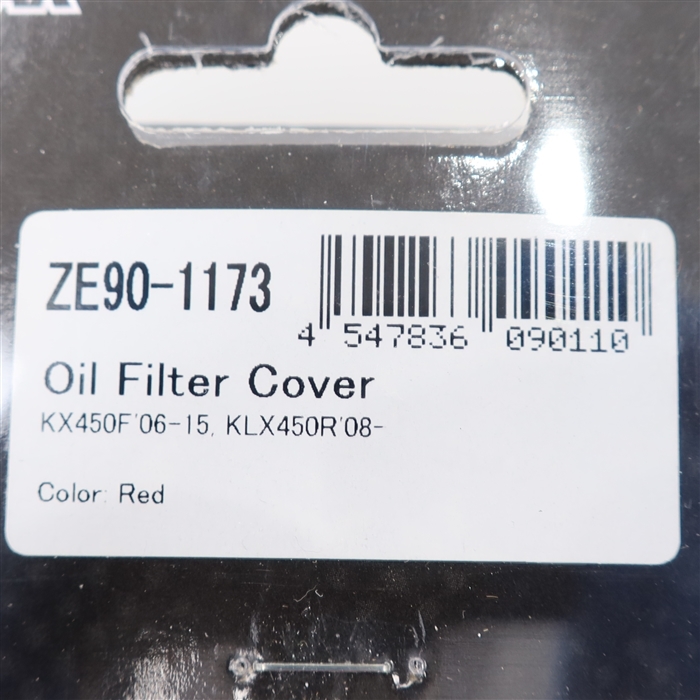 ZE90-1173
4 547836 090110
Oil Filter Cover
KX450F'06-15, KLX450R'08-
Color: Red